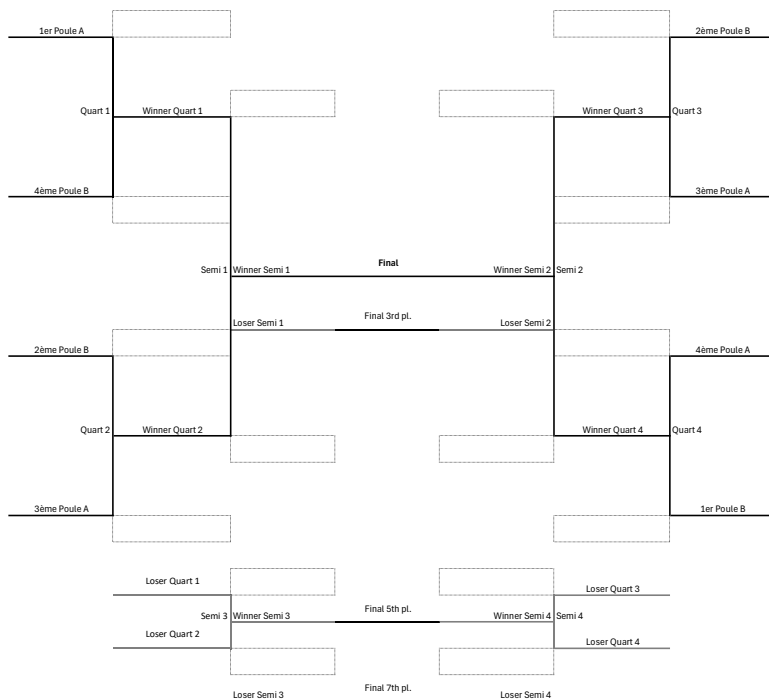 1er Poule A
2ème Poule B
Quart 1
Winner Quart 1
Winner Quart 3
Quart 3
4ème Poule B
3ème Poule A
Semi 1
Winner Semi 1
Final
Winner Semi 2
Semi 2
Loser Semi 1
Final 3rd pl.
Loser Semi 2
2ème Poule B
4ème Poule A
Quart 2
Winner Quart 2
Winner Quart 4
Quart 4
3ème Poule A
1er Poule B
Loser Quart 1
Loser Quart 3
Semi 3
Winner Semi 3
Final 5th pl.
Winner Semi 4
Semi 4
Loser Quart 2
Loser Quart 4
Loser Semi 3
Final 7th pl.
Loser Semi 4